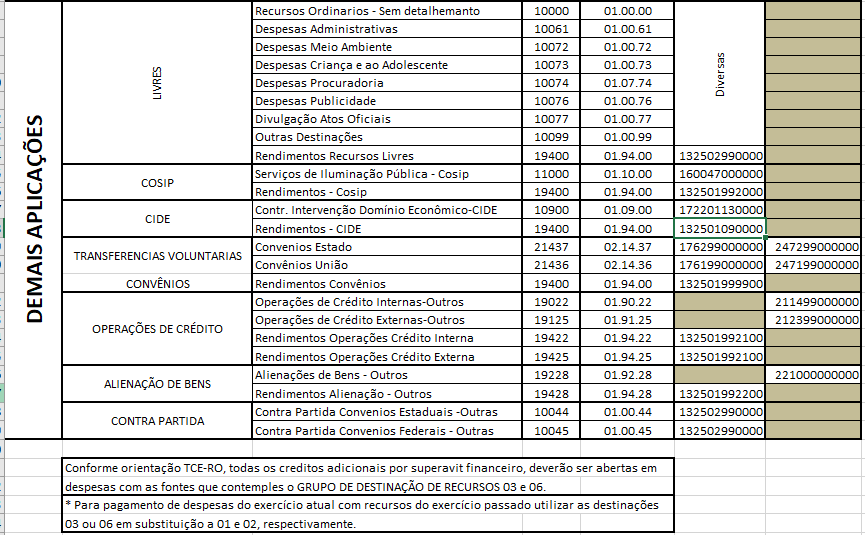 DEMAIS APLICAÇÕES
LIVRES
Diversas
Recursos Ordinarios - Sem detalhemanto 10000 01.00.00
Despesas Administrativas 10061 01.00.61
Despesas Meio Ambiente 10072 01.00.72
Despesas Criança e ao Adolescente 10073 01.00.73
Despesas Procuradoria 10074 01.07.74
Despesas Publicidade 10076 01.00.76
Divulgação Atos Oficiais 10077 01.00.77
Outras Destinações 10099 01.00.99
Rendimentos Recursos Livres 19400 01.94.00 132502990000
COSIP
Serviços de Iluminação Pública - Cosip 11000 01.10.00 160047000000
Rendimentos - Cosip 19400 01.94.00 132501992000
CIDE
Contr. Intervenção Domínio Econômico-CIDE 10900 01.09.00 172201130000
Rendimentos - CIDE 19400 01.94.00 132501090000
TRANSFERENCIAS VOLUNTARIAS
Convenios Estado 21437 02.14.37 176299000000 247299000000
Convênios União 21436 02.14.36 176199000000 247199000000
CONVÊNIOS Rendimentos Convênios 19400 01.94.00 132501999900
OPERAÇÕES DE CRÉDITO
Operações de Crédito Internas-Outros 19022 01.90.22 211499000000
Operações de Crédito Externas-Outros 19125 01.91.25 212399000000
Rendimentos Operações Crédito Interna 19422 01.94.22 132501992100
Rendimentos Operações Crédito Externa 19425 01.94.25 132501992100
ALIENAÇÃO DE BENS
Alienações de Bens - Outros 19228 01.92.28 221000000000
Rendimentos Alienação - Outros 19428 01.94.28 132501992200
CONTRA PARTIDA
Contra Partida Convenios Estaduais -Outras 10044 01.00.44 132502990000
Contra Partida Convenios Federais - Outras 10045 01.00.45 132502990000
Conforme orientação TCE-RO, todas os creditos adicionais por superavit financeiro, deverão ser abertas em
despesas com as fontes que contemples o GRUPO DE DESTINAÇÃO DE RECURSOS 03 e 06.
* Para pagamento de despesas do exercício atual com recursos do exercício passado utilizar as destinações
03 ou 06 em substituição a 01 e 02, respectivamente.